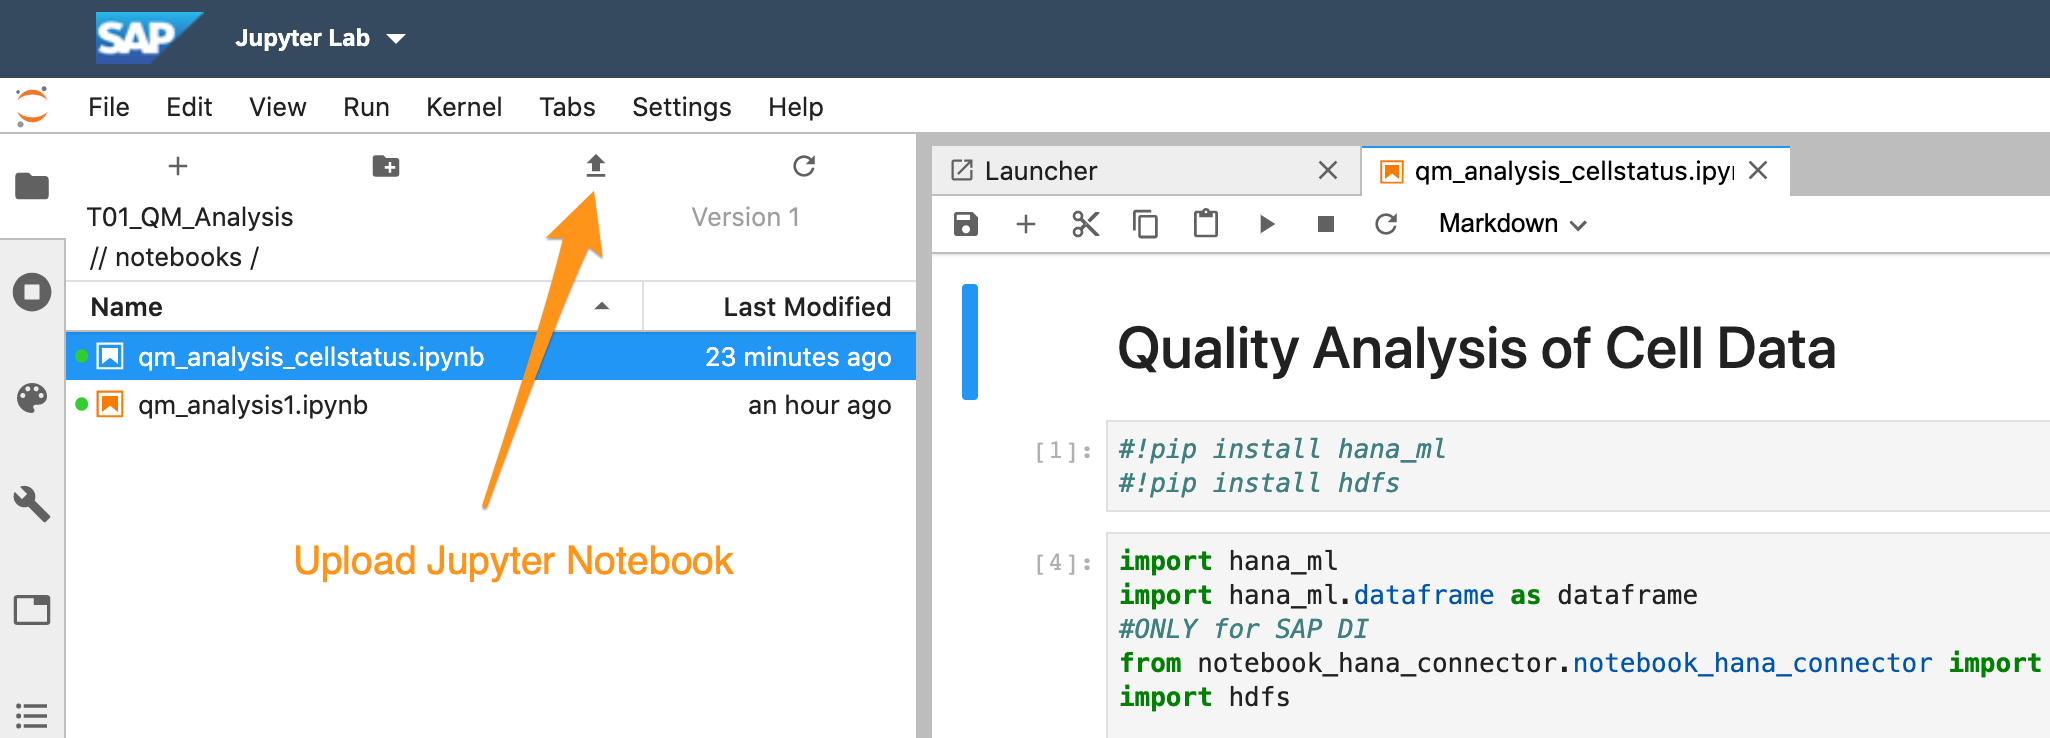 SAP Jupyter Lab
File Edit View Run Kernel Tabs Settings Help
T01_QM_Analysis Version 1
// notebooks /
Name Last Modified
qm_analysis_cellstatus.ipynb 23 minutes ago
qm_analysis1.ipynb an hour ago
Upload Jupyter Notebook
Launcher qm_analysis_cellstatus.ipy
Markdown
Quality Analysis of Cell Data
[1]: #!pip install hana_ml
#!pip install hdfs
[4]: import hana_ml
import hana_ml.dataframe as dataframe
#ONLY for SAP DI
from notebook_hana_connector.notebook_hana_connector import
import hdfs